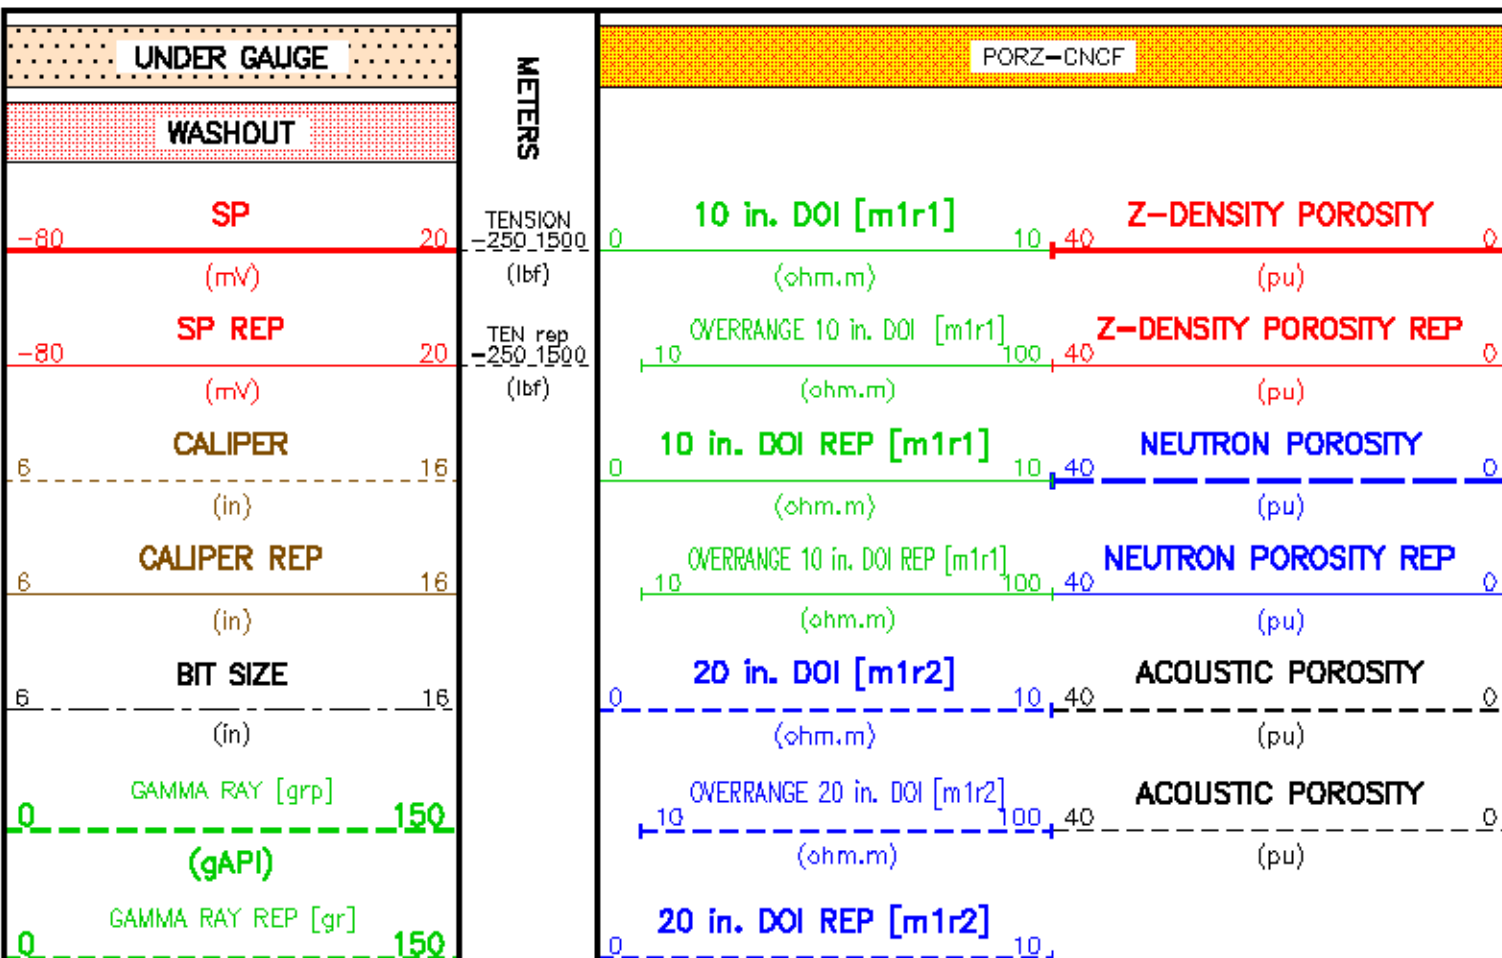 UNDER GAUGE
WASHOUT
SP
-80 20
(mV)
SP REP
-80 20
(mV)
CALIPER
6 16
(in)
CALIPER REP
6 16
(in)
BIT SIZE
6 16
(in)
GAMMA RAY [grp]
0 150
(gAPI)
GAMMA RAY REP [gr]
0 150
METERS
TENSION
-250 1500
(lbf)
TEN rep
-250 1500
(lbf)
PORZ-CNCF
10 in. DOI [m1r1]
0 10
(ohm.m)
OVERRANGE 10 in. DOI [m1r1]
10 100
(ohm.m)
10 in. DOI REP [m1r1]
0 10
(ohm.m)
OVERRANGE 10 in. DOI REP [m1r1]
10 100
(ohm.m)
20 in. DOI [m1r2]
0 10
(ohm.m)
OVERRANGE 20 in. DOI [m1r2]
10 100
(ohm.m)
20 in. DOI REP [m1r2]
0 10
Z-DENSITY POROSITY
40 0
(pu)
Z-DENSITY POROSITY REP
40 0
(pu)
NEUTRON POROSITY
40 0
(pu)
NEUTRON POROSITY REP
40 0
(pu)
ACOUSTIC POROSITY
40 0
(pu)
ACOUSTIC POROSITY
40 0
(pu)